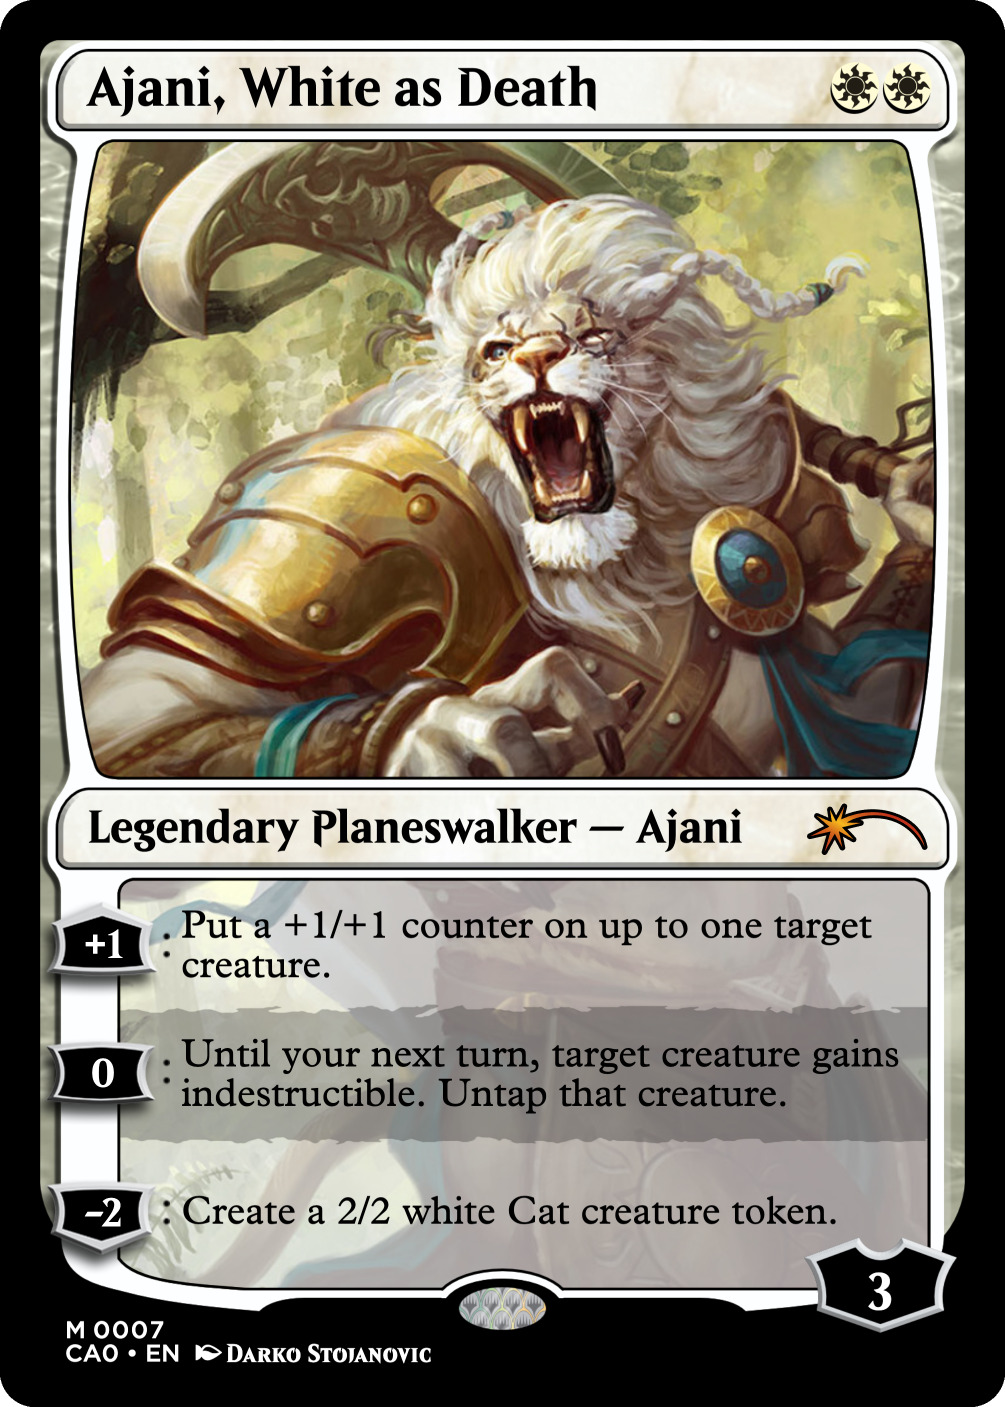 Ajani, White as Death
Legendary Planeswalker — Ajani
+1 : Put a +1/+1 counter on up to one target
creature.
0 : Until your next turn, target creature gains
indestructible. Untap that creature.
−2 : Create a 2/2 white Cat creature token.
3
M 0007
CAO • EN DARKO STOJANOVIC